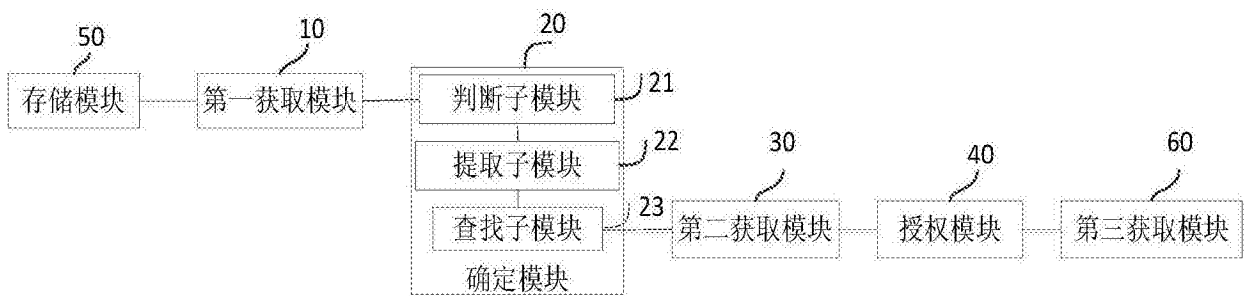 50
10
20
存储模块
第一获取模块
判断子模块
21
提取子模块
22
查找子模块
23
确定模块
30
40
60
第二获取模块
授权模块
第三获取模块